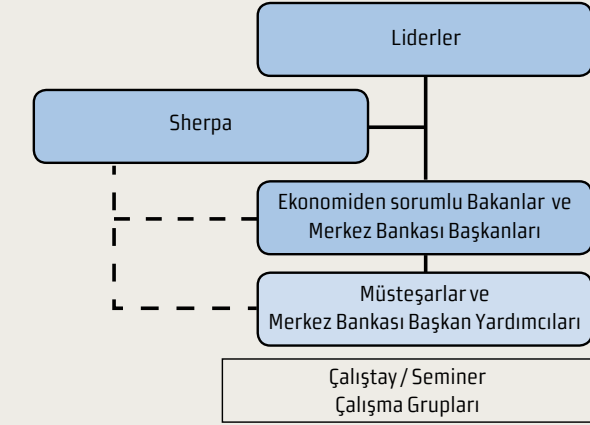 Liderler
Sherpa
Ekonomiden sorumlu Bakanlar ve
Merkez Bankası Başkanları
Müsteşarlar ve
Merkez Bankası Başkan Yardımcıları
Çalıştay / Seminer
Çalışma Grupları